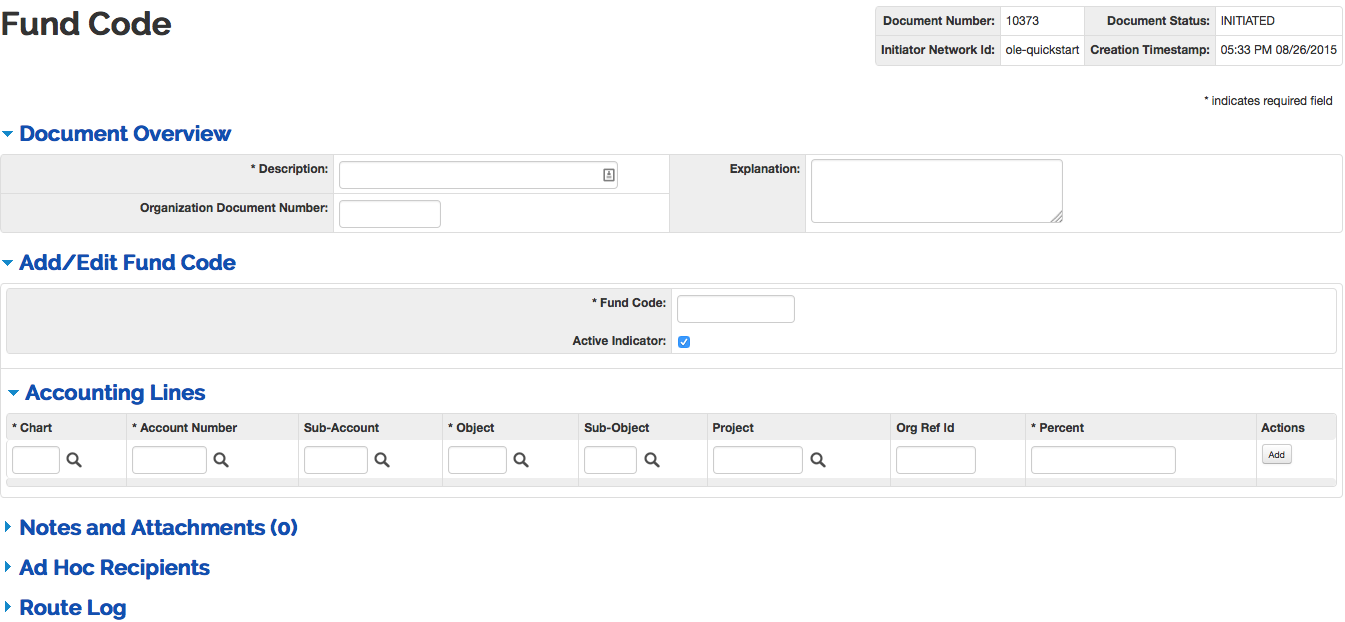 Fund Code
Document Number: 10373 Document Status: INITIATED
Initiator Network Id: ole-quickstart Creation Timestamp: 05:33 PM 08/26/2015
* indicates required field
Document Overview
* Description: Explanation:
Organization Document Number:
Add/Edit Fund Code
* Fund Code:
Active Indicator:
Accounting Lines
* Chart * Account Number Sub-Account * Object Sub-Object Project Org Ref Id * Percent Actions
Add
Notes and Attachments (0)
Ad Hoc Recipients
Route Log